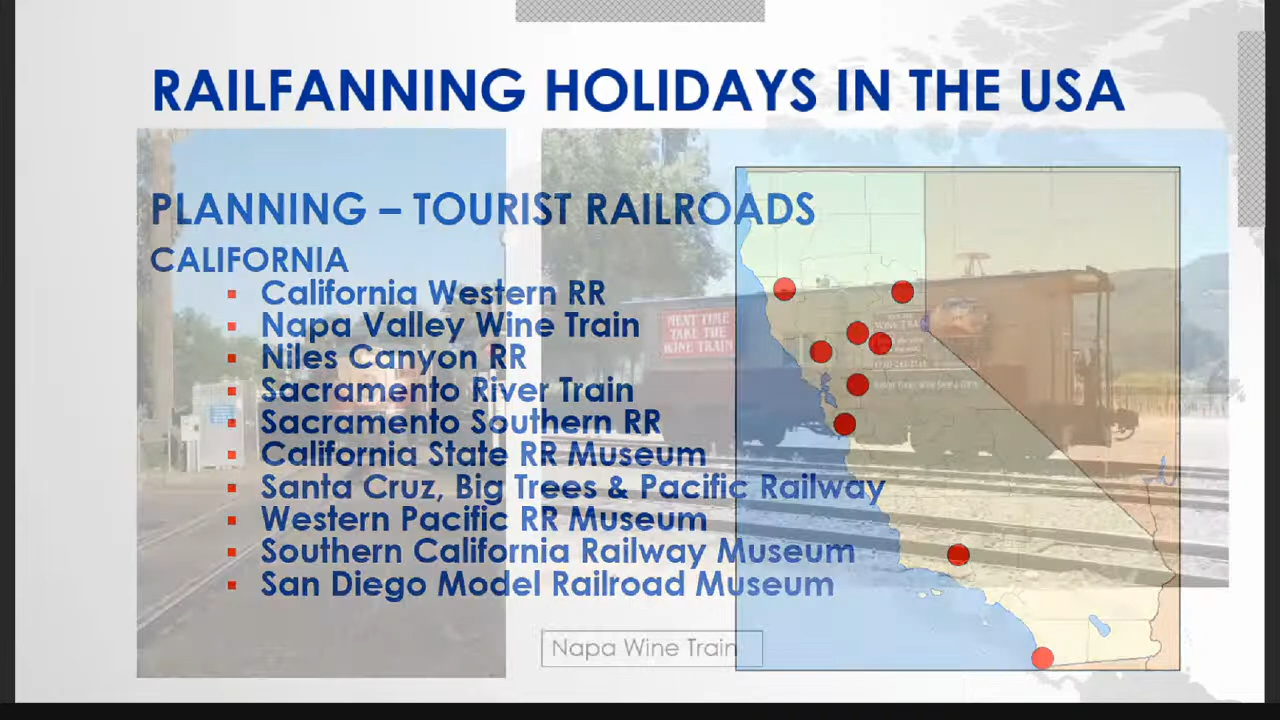 RAILFANNING HOLIDAYS IN THE USA
PLANNING – TOURIST RAILROADS
CALIFORNIA
California Western RR
Napa Valley Wine Train
Niles Canyon RR
Sacramento River Train
Sacramento Southern RR
California State RR Museum
Santa Cruz, Big Trees & Pacific Railway
Western Pacific RR Museum
Southern California Railway Museum
San Diego Model Railroad Museum
NEXT TIME
TAKE THE
WINE TRAIN
Napa Wine Train